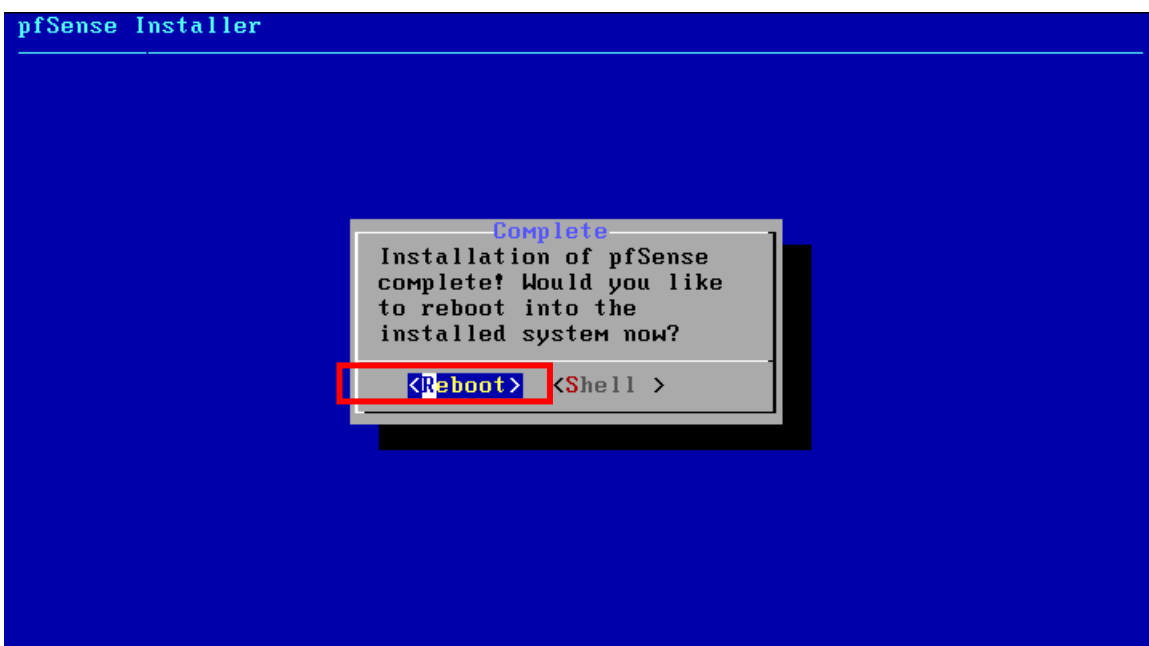 pfSense Installer
Complete
Installation of pfSense
complete! Would you like
to reboot into the
installed system now?
<Reboot> <Shell >